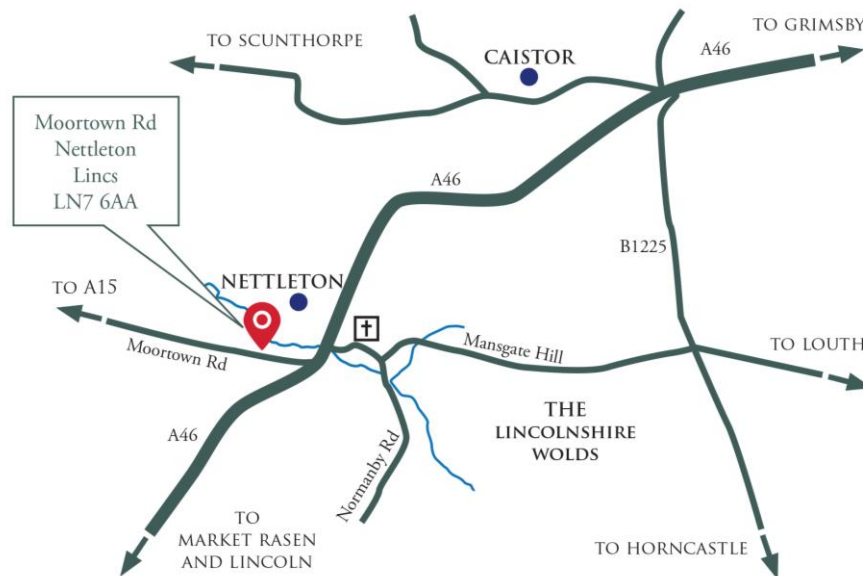 TO SCUNTHORPE
CAISTOR
A46
TO GRIMSBY
Moortown Rd
Nettleton
Lincs
LN7 6AA
A46
B1225
TO A15
NETTLETON
Moortown Rd
Mansgate Hill
TO LOUTH
A46
Normanby Rd
THE
LINCOLNSHIRE
WOLDS
TO
MARKET RASEN
AND LINCOLN
TO HORNCASTLE